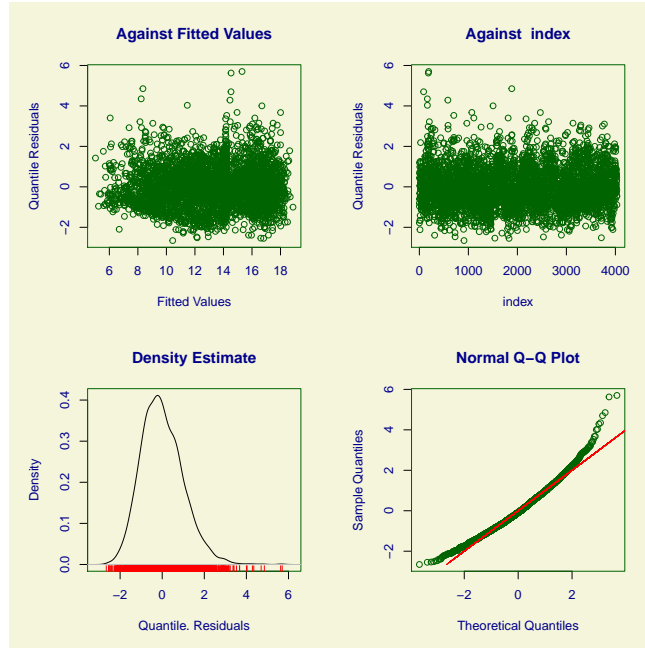 Against Fitted Values
Quantile Residuals
6
4
2
0
−2
6 8 10 12 14 16 18
Fitted Values
Against index
Quantile Residuals
6
4
2
0
−2
0 1000 2000 3000 4000
index
Density Estimate
Density
0.4
0.3
0.2
0.1
0.0
−2 0 2 4 6
Quantile. Residuals
Normal Q−Q Plot
Sample Quantiles
6
4
2
0
−2
−2 0 2
Theoretical Quantiles